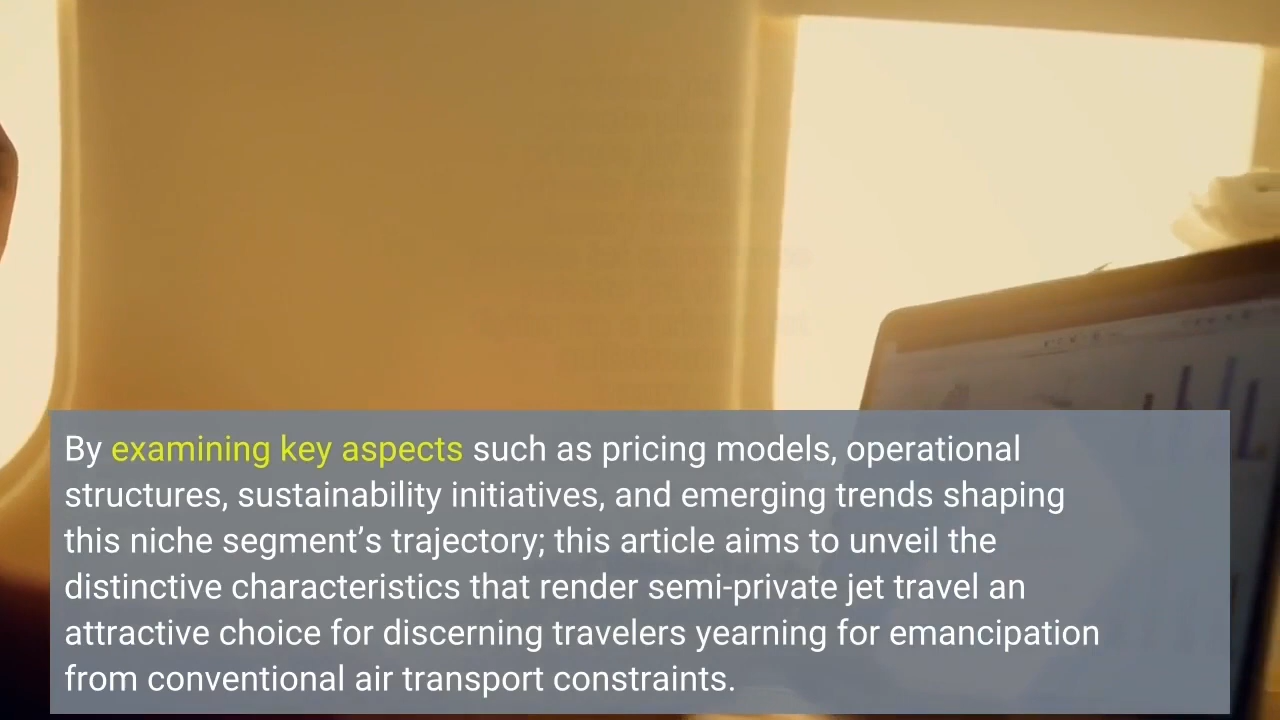 By examining key aspects such as pricing models, operational
structures, sustainability initiatives, and emerging trends shaping
this niche segment’s trajectory; this article aims to unveil the
distinctive characteristics that render semi-private jet travel an
attractive choice for discerning travelers yearning for emancipation
from conventional air transport constraints.